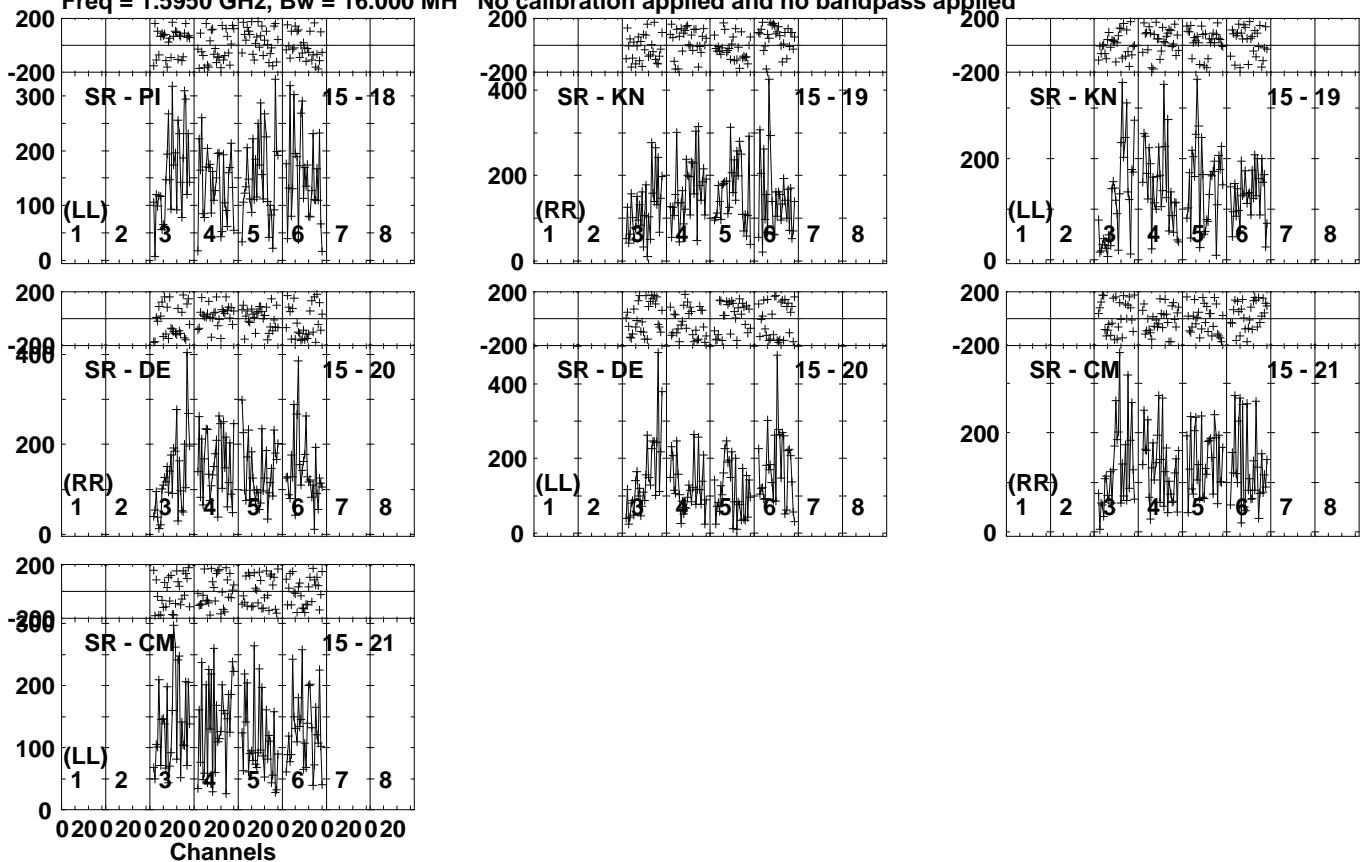 Freq = 1.5950 GHz, Bw = 16.000 MH No calibration applied and no bandpass applied
200
-200
300
200
100
0
SR - PI 15 - 18
(LL)
1 2 3 4 5 6 7 8
200
-200
400
200
0
SR - KN 15 - 19
(RR)
1 2 3 4 5 6 7 8
200
-200
200
0
SR - KN 15 - 19
(LL)
1 2 3 4 5 6 7 8
200
-200
400
200
0
SR - DE 15 - 20
(RR)
1 2 3 4 5 6 7 8
200
-200
400
200
0
SR - DE 15 - 20
(LL)
1 2 3 4 5 6 7 8
200
-200
200
0
SR - CM 15 - 21
(RR)
1 2 3 4 5 6 7 8
200
-200
300
200
100
0
SR - CM 15 - 21
(LL)
1 2 3 4 5 6 7 8
0 20 0 20 0 20 0 20 0 20 0 20 0 20 0 20
Channels